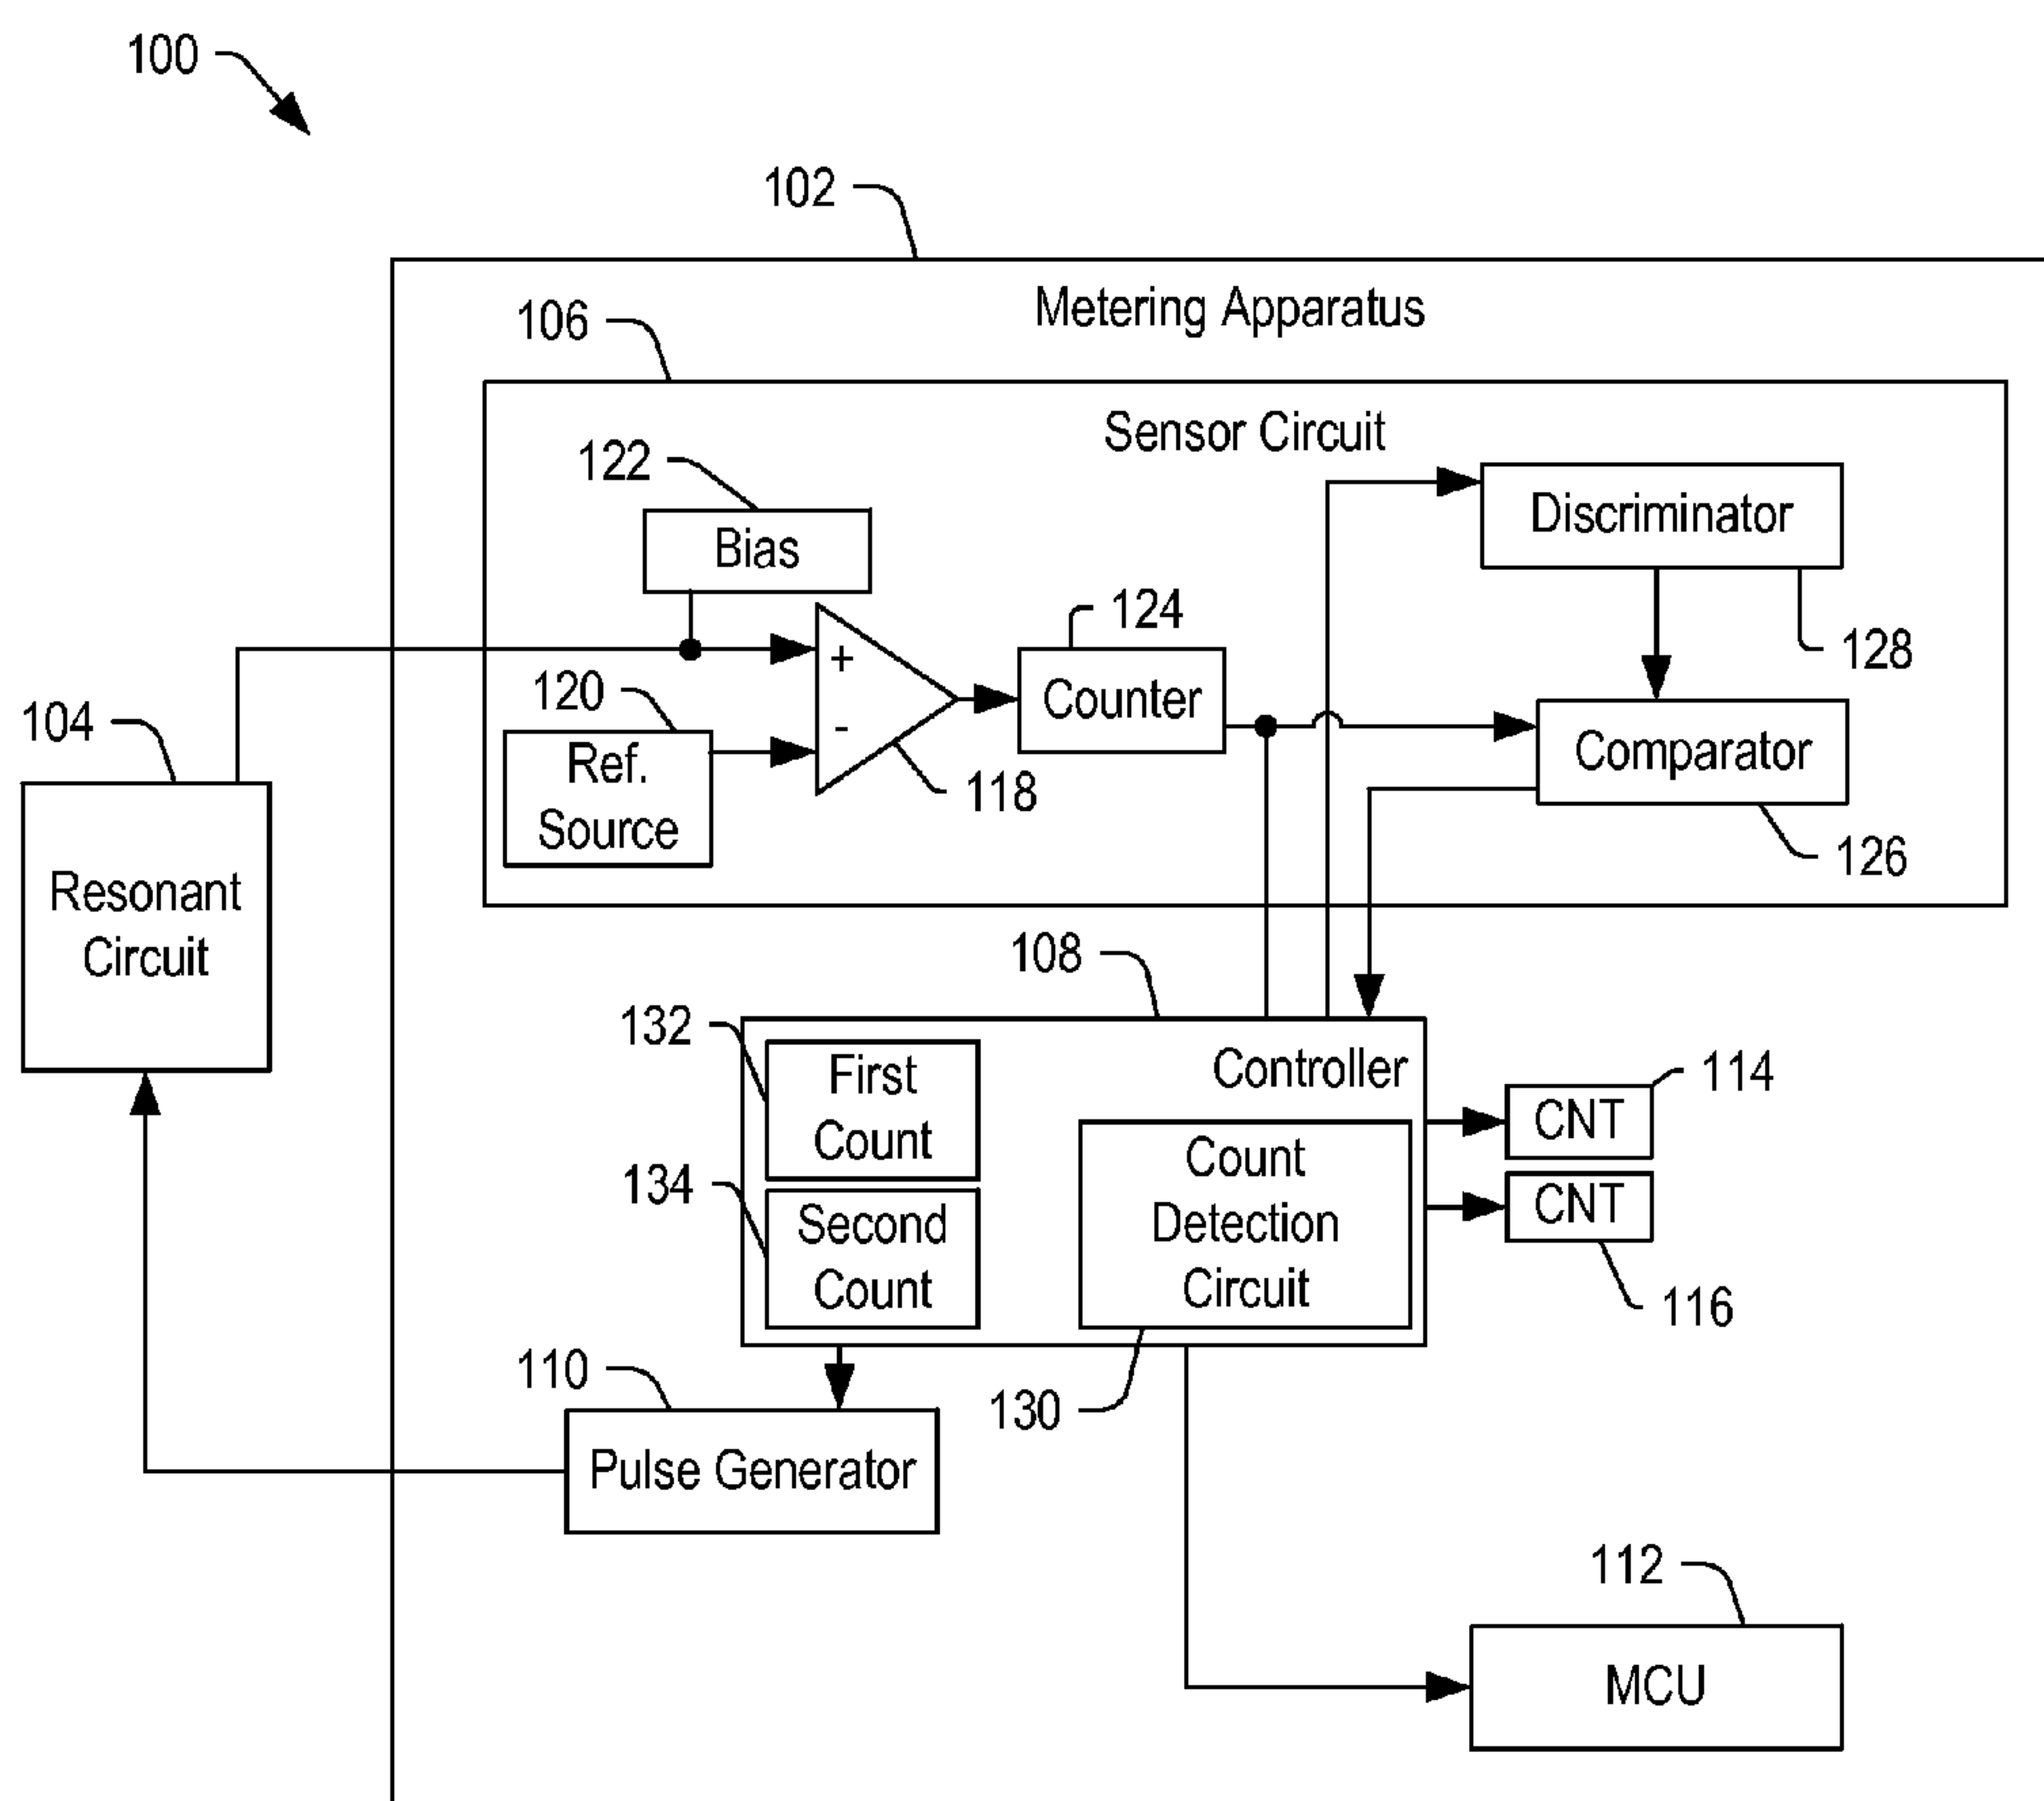 100
102
Metering Apparatus
106
Sensor Circuit
122
Bias
Discriminator
128
124
Counter
120
Ref.
Source
+
-
118
Comparator
126
104
Resonant
Circuit
108
Controller
132
First
Count
134
Second
Count
Count
Detection
Circuit
130
CNT
114
CNT
116
110
Pulse Generator
112
MCU